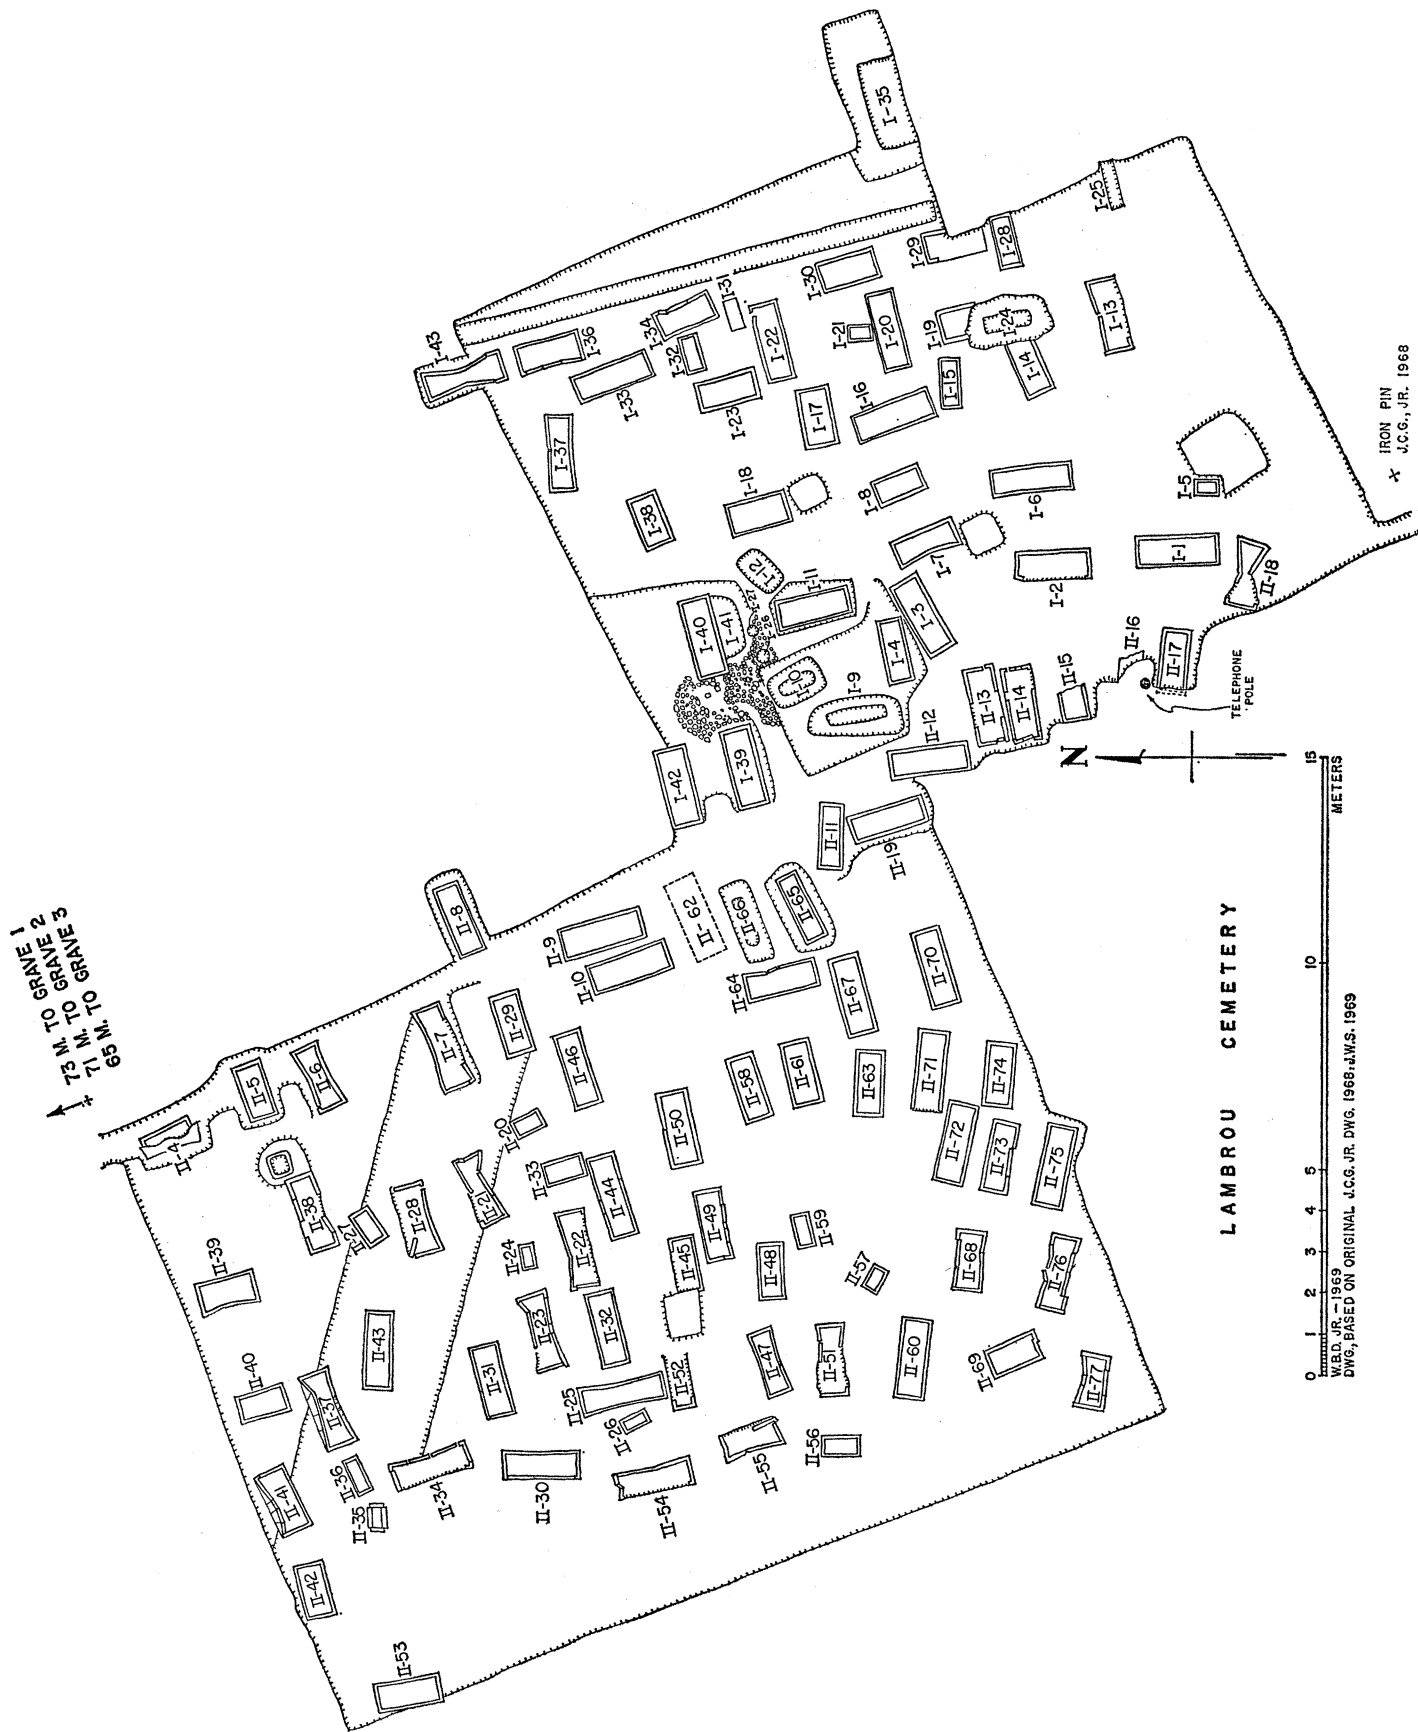 73 M. TO GRAVE 1
71 M. TO GRAVE 2
65 M. TO GRAVE 3
I-35
I-25
I-29
I-28
I-30
I-31
I-34
I-36
I-43
I-32
I-33
I-22
I-21
I-20
I-19
I-24
I-13
I-14
I-15
I-16
I-17
I-23
I-37
I-38
I-18
I-8
I-6
I-5
I-7
I-12
I-27
I-26
I-11
I-2
I-1
II-18
I-3
I-4
I-40
I-41
I-10
I-9
II-16
II-17
II-15
II-14
II-13
II-12
I-39
I-42
II-11
II-19
II-8
II-9
II-10
II-62
II-66
II-65
II-64
II-67
II-70
II-7
II-29
II-46
II-5
II-6
II-4
II-58
II-61
II-63
II-71
II-74
II-72
II-73
II-75
II-50
II-20
II-33
II-44
II-21
II-38
II-27
II-28
II-39
II-24
II-22
II-49
II-45
II-48
II-59
II-57
II-68
II-76
II-23
II-32
II-43
II-31
II-40
II-37
II-25
II-26
II-52
II-47
II-51
II-60
II-69
II-77
II-41
II-36
II-35
II-34
II-30
II-54
II-55
II-56
II-42
II-53
TELEPHONE
POLE
IRON PIN
J.C.G., JR. 1968
N
LAMBROU CEMETERY
0 1 2 3 4 5 10 15
METERS
W.B.D. JR. — 1969
DWG., BASED ON ORIGINAL J.C.G. JR. DWG. 1968; J.W.S. 1969